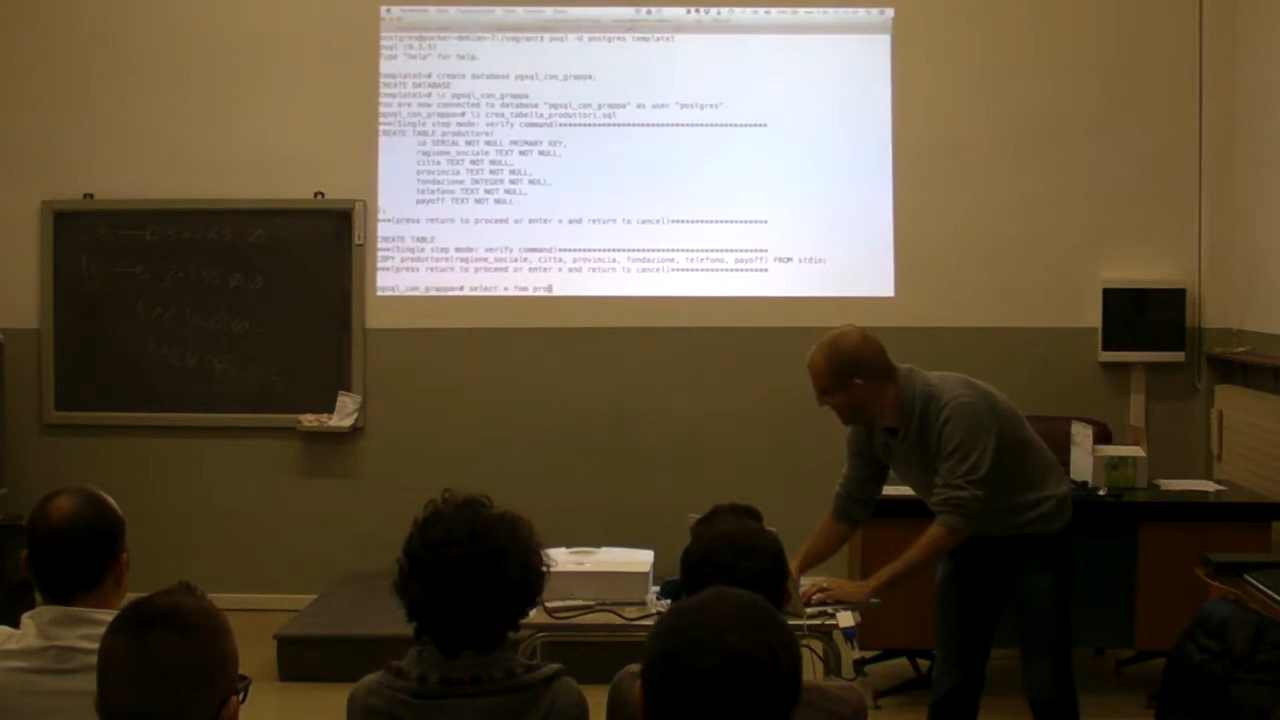 postgres@packer-debian-7:/vagrant$ psql -U postgres template1
psql (9.3.5)
Type "help" for help.
template1=# create database pgsql_con_grappa;
CREATE DATABASE
template1=# \c pgsql_con_grappa
You are now connected to database "pgsql_con_grappa" as user "postgres".
pgsql_con_grappa=# \i crea_tabella_produttori.sql
***(Single step mode: verify command)*******************************************
CREATE TABLE produttore(
id SERIAL NOT NULL PRIMARY KEY,
ragione_sociale TEXT NOT NULL,
citta TEXT NOT NULL,
provincia TEXT NOT NULL,
fondazione INTEGER NOT NULL,
telefono TEXT NOT NULL,
payoff TEXT NOT NULL
);
***(press return to proceed or enter x and return to cancel)********************
CREATE TABLE
***(Single step mode: verify command)*******************************************
COPY produttore(ragione_sociale, citta, provincia, fondazione, telefono, payoff) FROM stdin;
***(press return to proceed or enter x and return to cancel)********************
pgsql_con_grappa=# select * fom pro